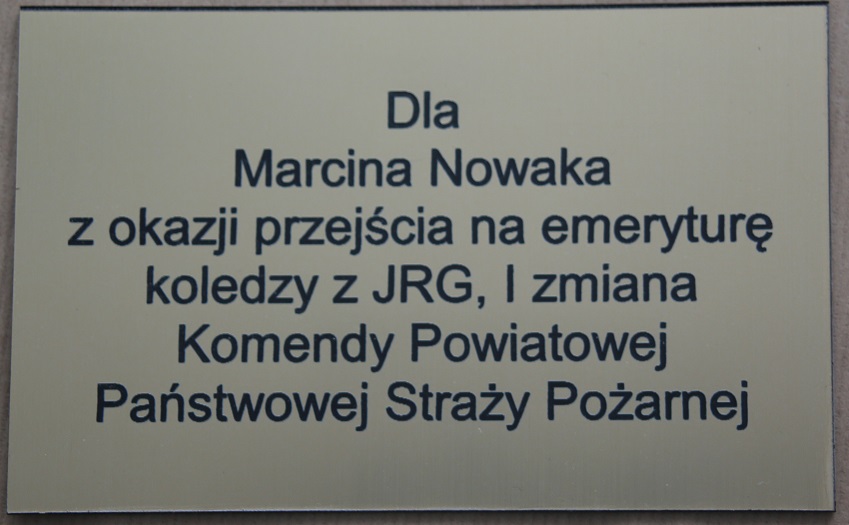 Dla
Marcina Nowaka
z okazji przejścia na emeryturę
koledzy z JRG, I zmiana
Komendy Powiatowej
Państwowej Straży Pożarnej